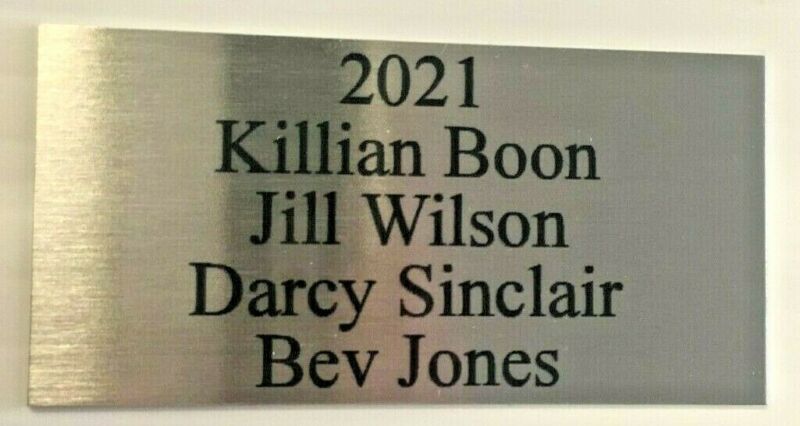 2021
Killian Boon
Jill Wilson
Darcy Sinclair
Bev Jones